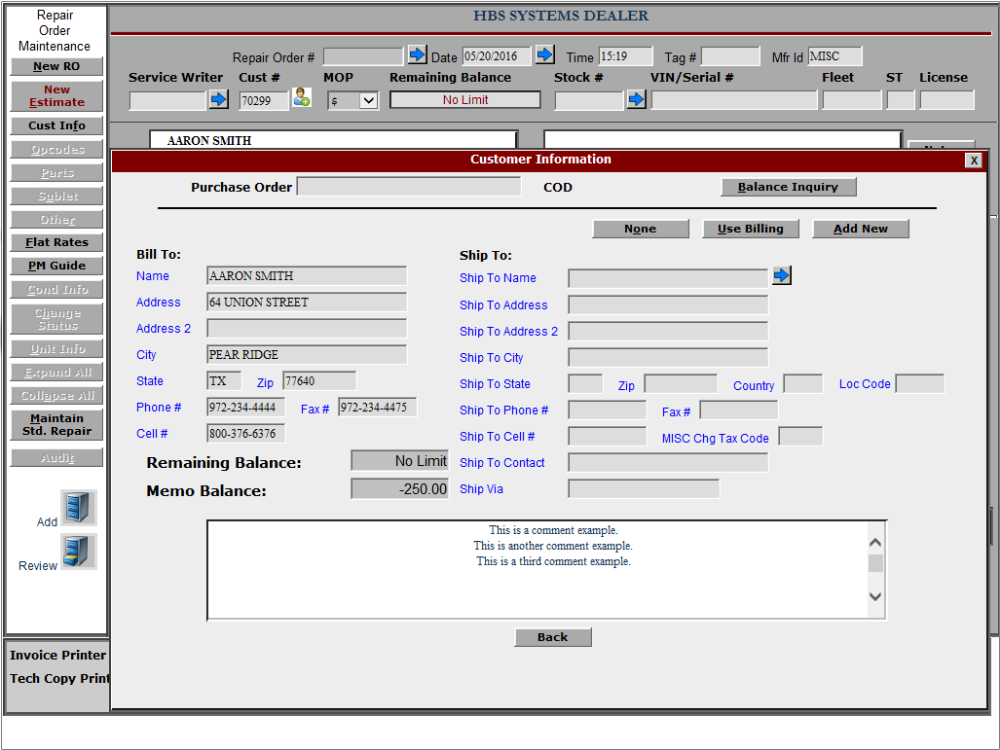 Repair
Order
Maintenance
New RO
New
Estimate
Cust Info
Opcodes
Parts
Sublet
Other
Flat Rates
PM Guide
Cond Info
Change
Status
Unit Info
Expand All
Collapse All
Maintain
Std. Repair
Audit
Add
Review
Invoice Printer
Tech Copy Print
HBS SYSTEMS DEALER
Repair Order # Date 05/20/2016 Time 15:19 Tag # Mfr Id MISC
Service Writer Cust # MOP Remaining Balance Stock # VIN/Serial # Fleet ST License
70299 $ No Limit
AARON SMITH
Customer Information X
Purchase Order COD Balance Inquiry
None Use Billing Add New
Bill To: Ship To:
Name AARON SMITH Ship To Name
Address 64 UNION STREET Ship To Address
Address 2 Ship To Address 2
City PEAR RIDGE Ship To City
State TX Zip 77640 Ship To State Zip Country Loc Code
Phone # 972-234-4444 Fax # 972-234-4475 Ship To Phone # Fax #
Cell # 800-376-6376 Ship To Cell # MISC Chg Tax Code
Remaining Balance: No Limit Ship To Contact
Memo Balance: -250.00 Ship Via
This is a comment example.
This is another comment example.
This is a third comment example.
Back